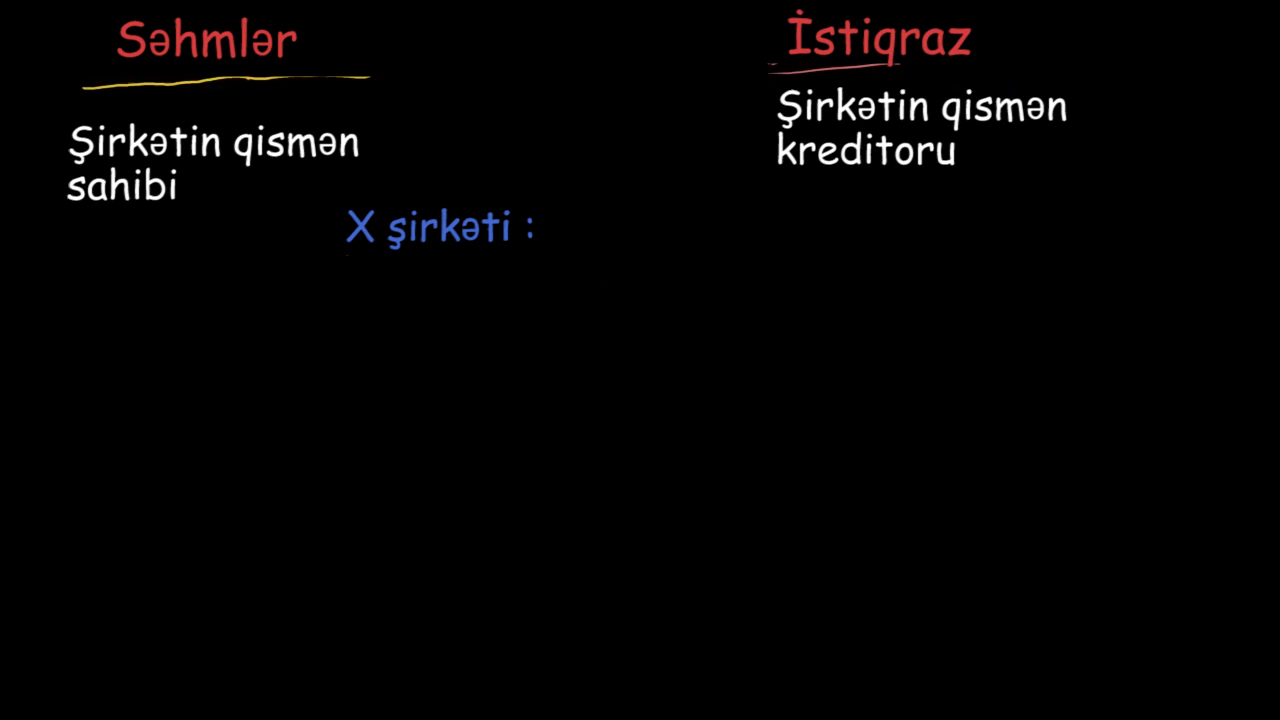 Səhmlər
İstiqraz
Şirkətin qismən
sahibi
Şirkətin qismən
kreditoru
X şirkəti :